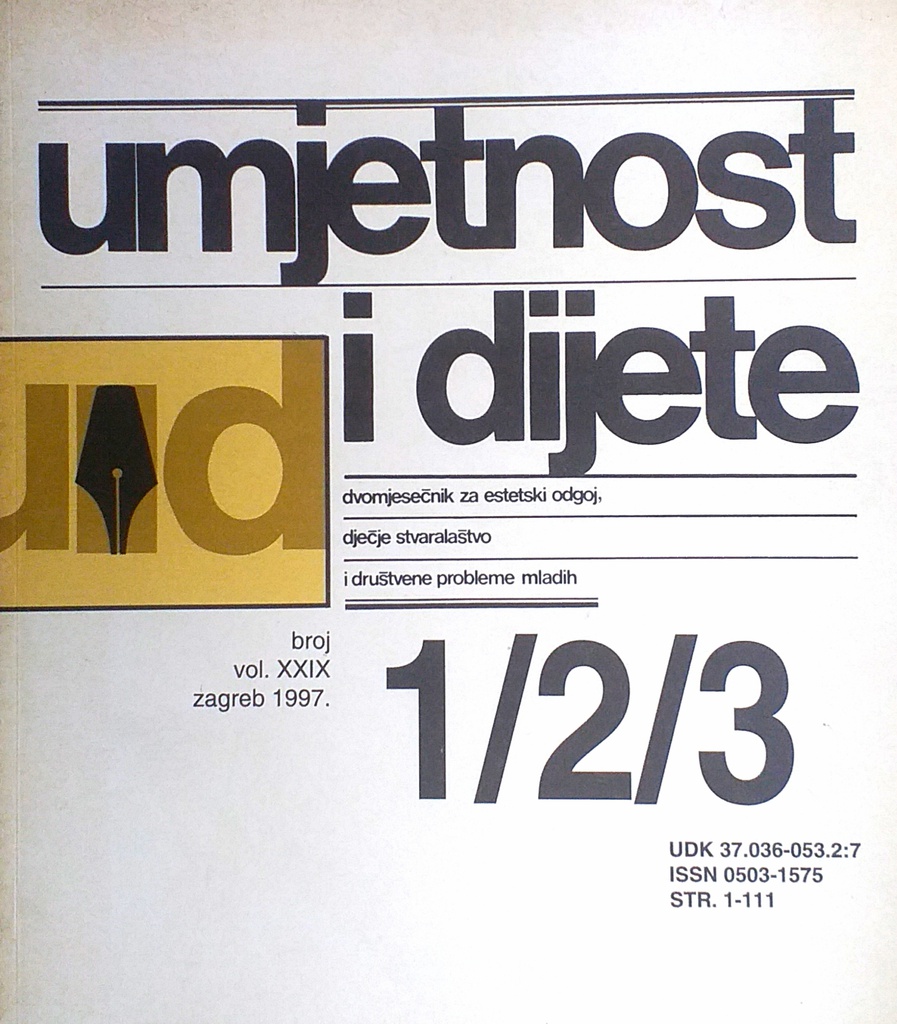 umjetnost
i dijete
uid
dvomjesečnik za estetski odgoj,
dječje stvaralaštvo
i društvene probleme mladih
broj
vol. XXIX
zagreb 1997.
1/2/3
UDK 37.036-053.2:7
ISSN 0503-1575
STR. 1-111